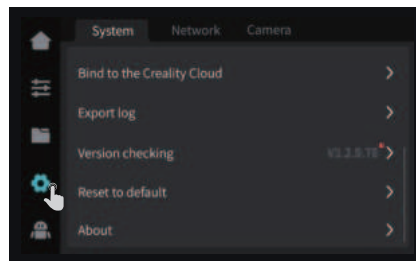 System Network Camera
Bind to the Creality Cloud
Export log
Version checking
Reset to default
About